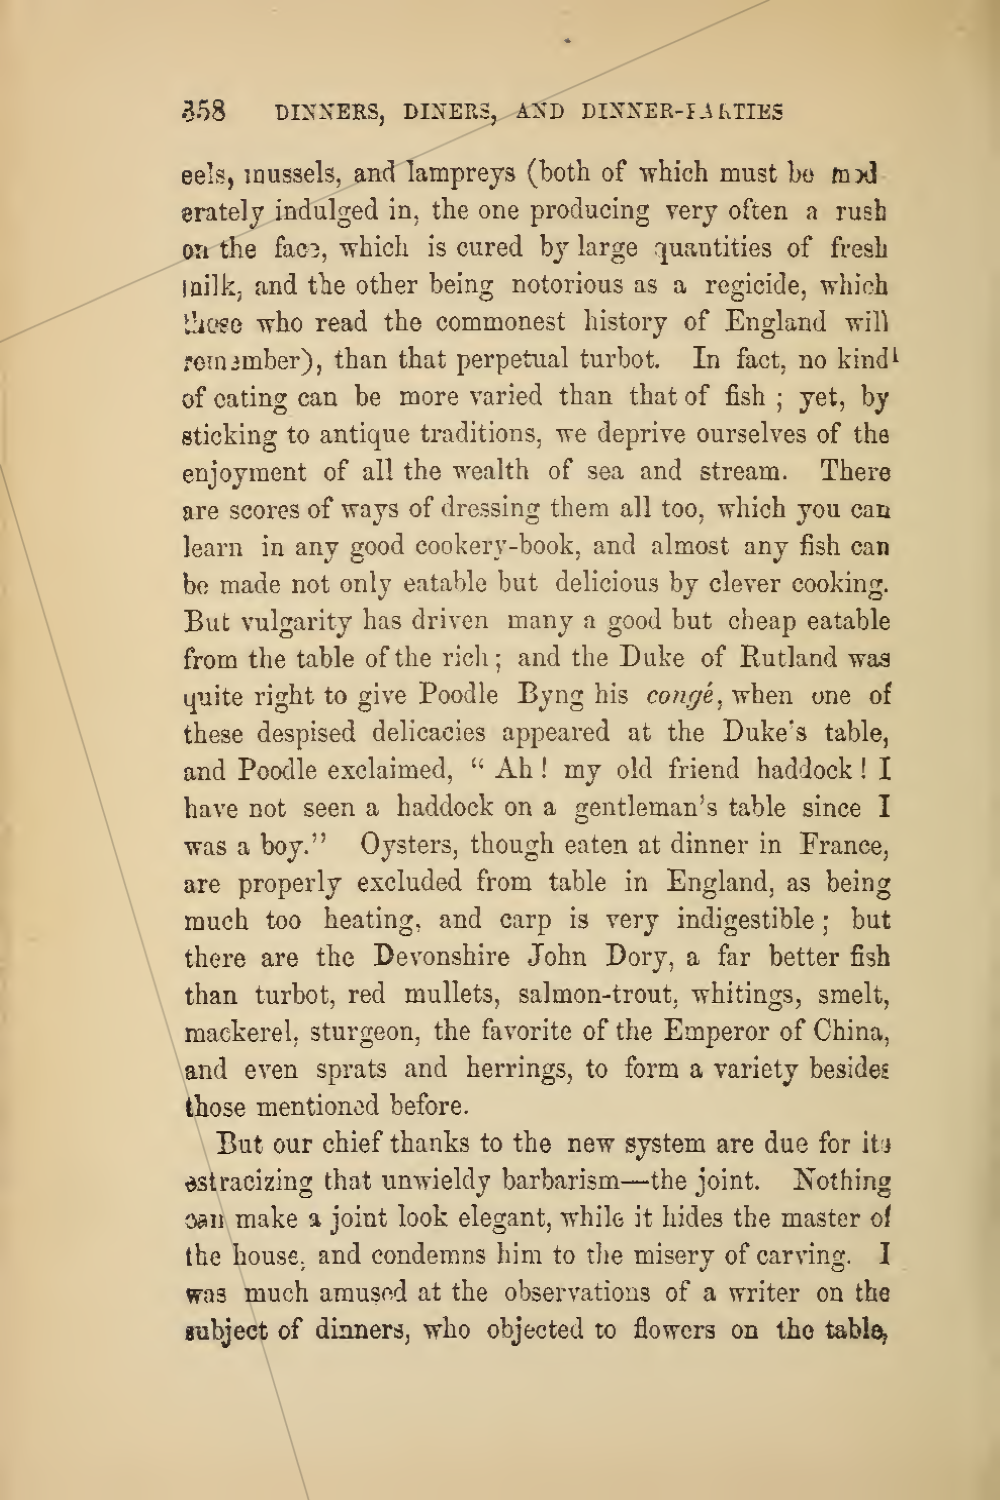 358 DINNERS, DINERS, AND DINNER-PARTIES
eels, mussels, and lampreys (both of which must be mod-
erately indulged in, the one producing very often a rush
on the face, which is cured by large quantities of fresh
milk, and the other being notorious as a regicide, which
those who read the commonest history of England will
remember), than that perpetual turbot. In fact, no kind
of eating can be more varied than that of fish ; yet, by
sticking to antique traditions, we deprive ourselves of the
enjoyment of all the wealth of sea and stream. There
are scores of ways of dressing them all too, which you can
learn in any good cookery-book, and almost any fish can
be made not only eatable but delicious by clever cooking.
But vulgarity has driven many a good but cheap eatable
from the table of the rich ; and the Duke of Rutland was
quite right to give Poodle Byng his congé, when one of
these despised delicacies appeared at the Duke's table,
and Poodle exclaimed, “ Ah ! my old friend haddock ! I
have not seen a haddock on a gentleman's table since I
was a boy.” Oysters, though eaten at dinner in France,
are properly excluded from table in England, as being
much too heating, and carp is very indigestible ; but
there are the Devonshire John Dory, a far better fish
than turbot, red mullets, salmon-trout, whitings, smelt,
mackerel, sturgeon, the favorite of the Emperor of China,
and even sprats and herrings, to form a variety besides
those mentioned before.
But our chief thanks to the new system are due for its
ostracizing that unwieldy barbarism—the joint. Nothing
can make a joint look elegant, while it hides the master of
the house, and condemns him to the misery of carving. I
was much amused at the observations of a writer on the
subject of dinners, who objected to flowers on the table,